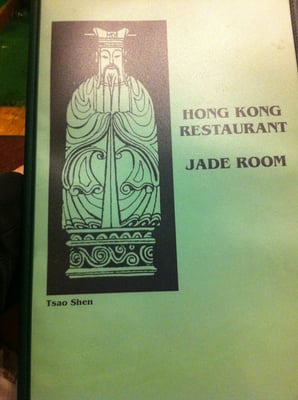 HONG KONG
RESTAURANT
JADE ROOM
Tsao Shen